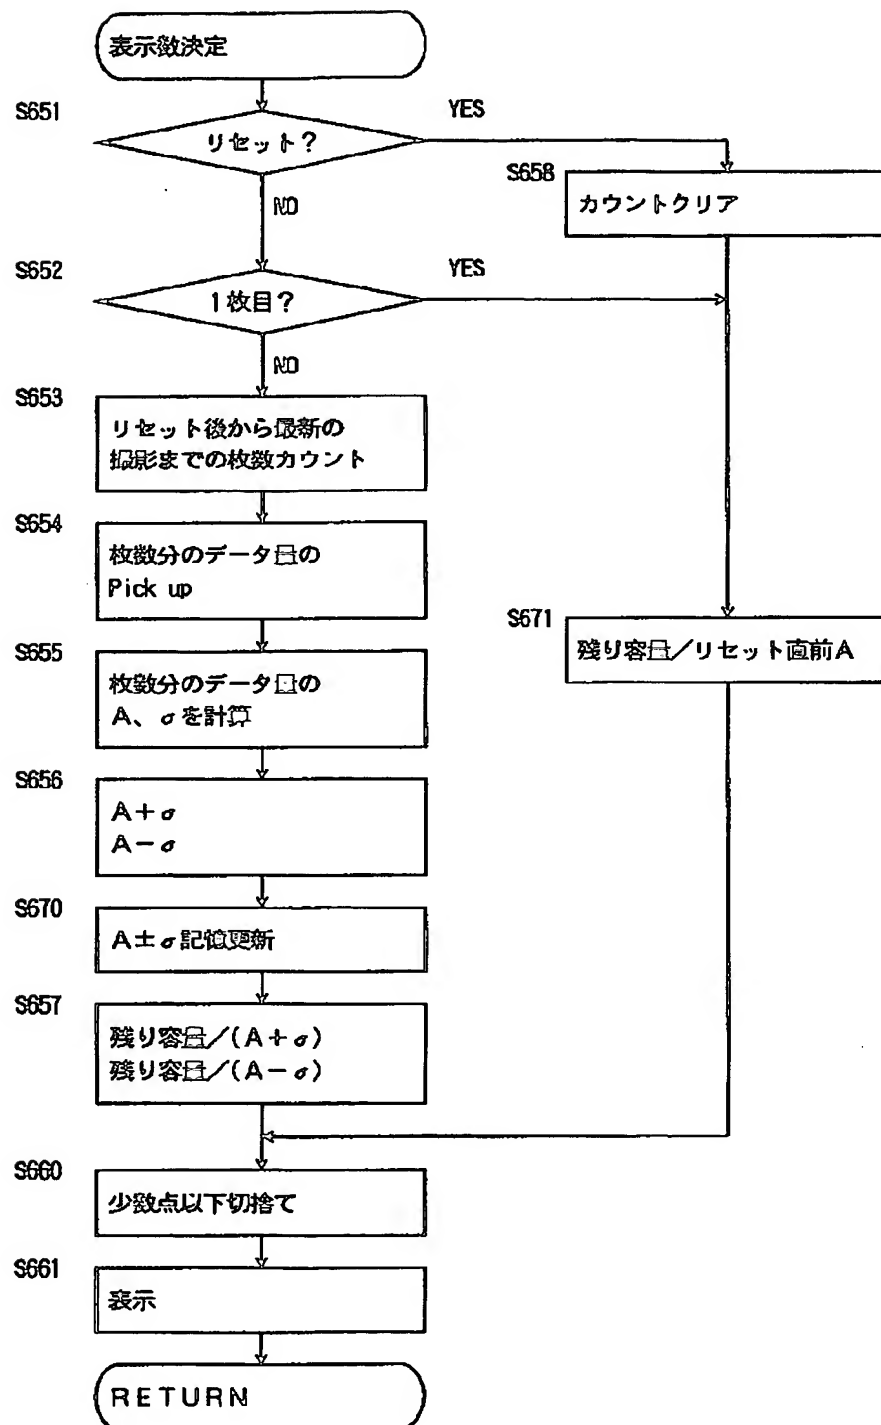 表示数決定
S651
リセット?
YES
S658
カウントクリア
NO
S652
1枚目?
YES
NO
S653
リセット後から最新の
撮影までの枚数カウント
S654
枚数分のデータ量の
Pick up
S655
枚数分のデータ量の
A、σを計算
S671
残り容量/リセット直前A
S656
A+σ
A-σ
S670
A±σ記憶更新
S657
残り容量/(A+σ)
残り容量/(A-σ)
S660
少数点以下切捨て
S661
表示
RETURN